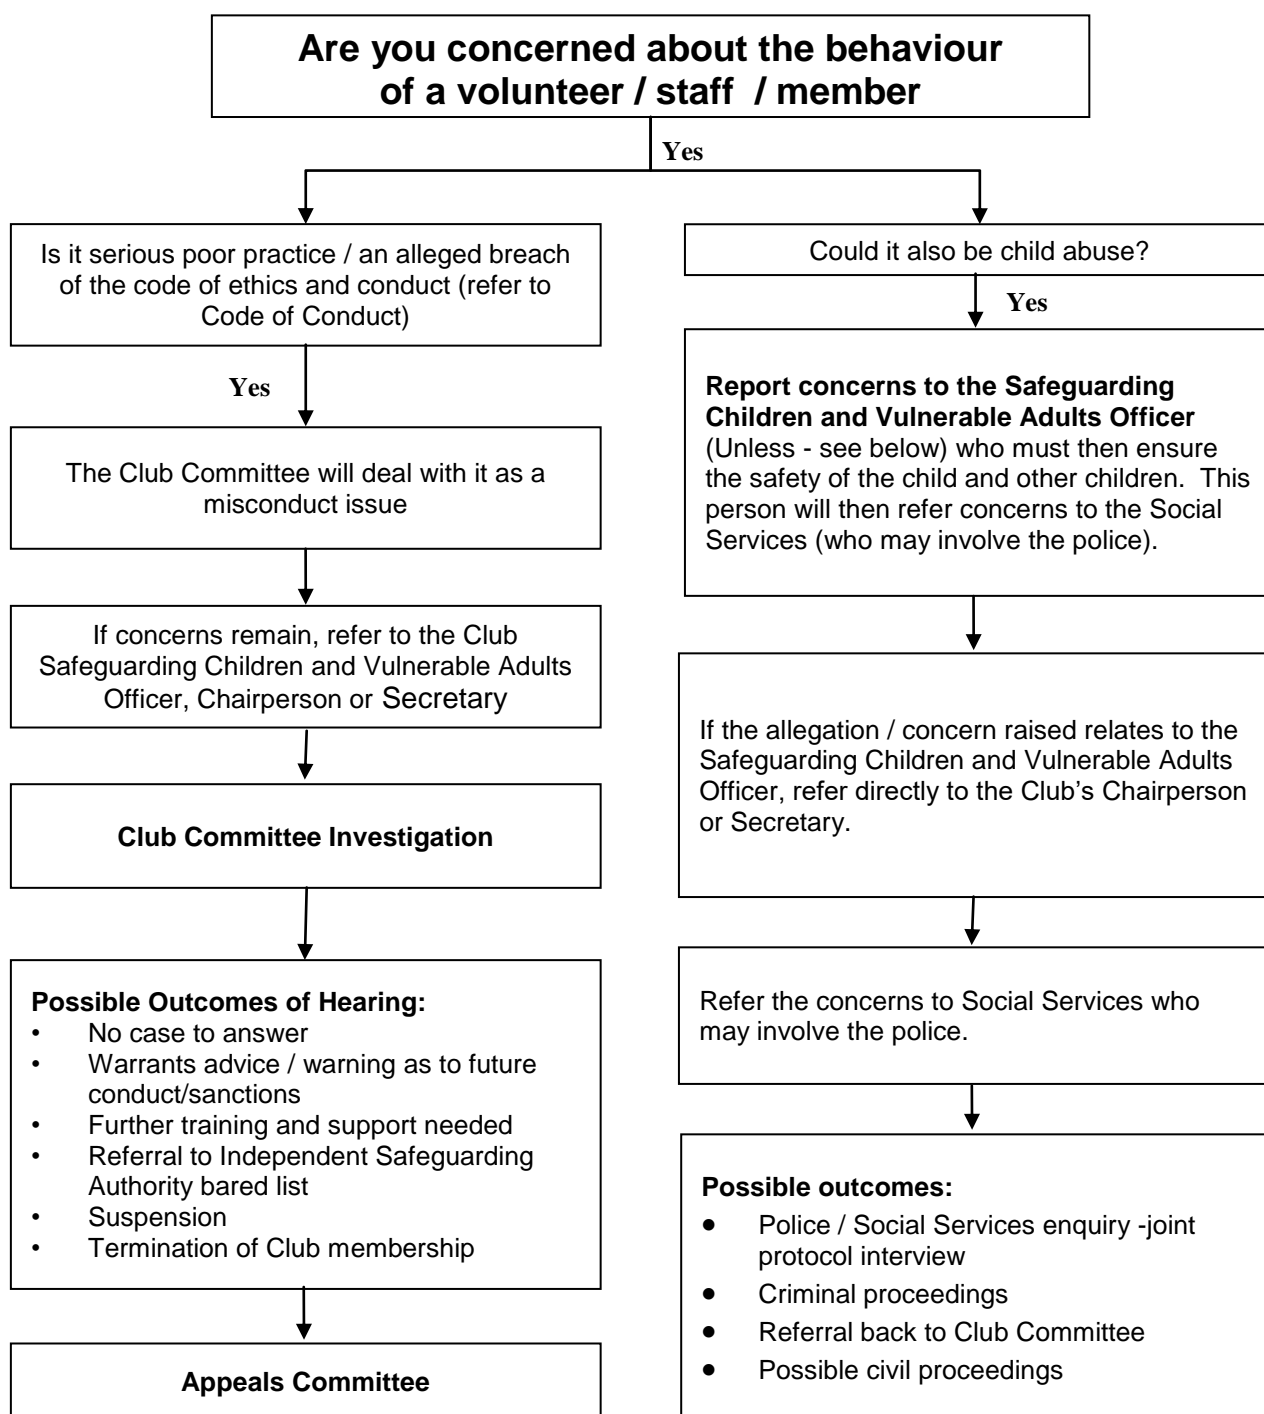 Are you concerned about the behaviour
of a volunteer / staff / member
Yes
Is it serious poor practice / an alleged breach
of the code of ethics and conduct (refer to
Code of Conduct)
Yes
The Club Committee will deal with it as a
misconduct issue
If concerns remain, refer to the Club
Safeguarding Children and Vulnerable Adults
Officer, Chairperson or Secretary
Club Committee Investigation
Possible Outcomes of Hearing:
• No case to answer
• Warrants advice / warning as to future
conduct/sanctions
• Further training and support needed
• Referral to Independent Safeguarding
Authority bared list
• Suspension
• Termination of Club membership
Appeals Committee
Could it also be child abuse?
Yes
Report concerns to the Safeguarding
Children and Vulnerable Adults Officer
(Unless - see below) who must then ensure
the safety of the child and other children. This
person will then refer concerns to the Social
Services (who may involve the police).
If the allegation / concern raised relates to the
Safeguarding Children and Vulnerable Adults
Officer, refer directly to the Club’s Chairperson
or Secretary.
Refer the concerns to Social Services who
may involve the police.
Possible outcomes:
• Police / Social Services enquiry -joint
protocol interview
• Criminal proceedings
• Referral back to Club Committee
• Possible civil proceedings